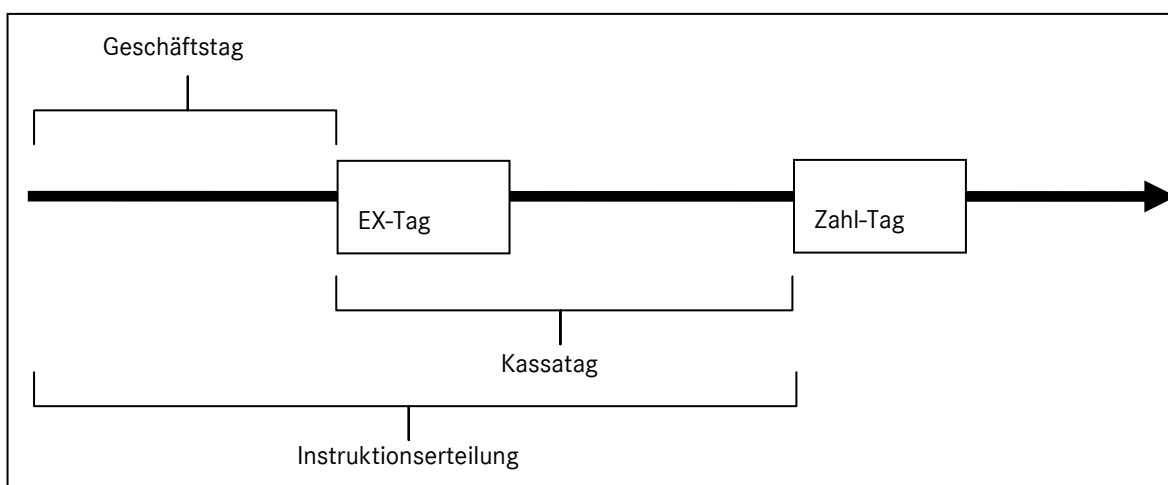 Geschäftstag
EX-Tag
Zahl-Tag
Kassatag
Instruktionserteilung